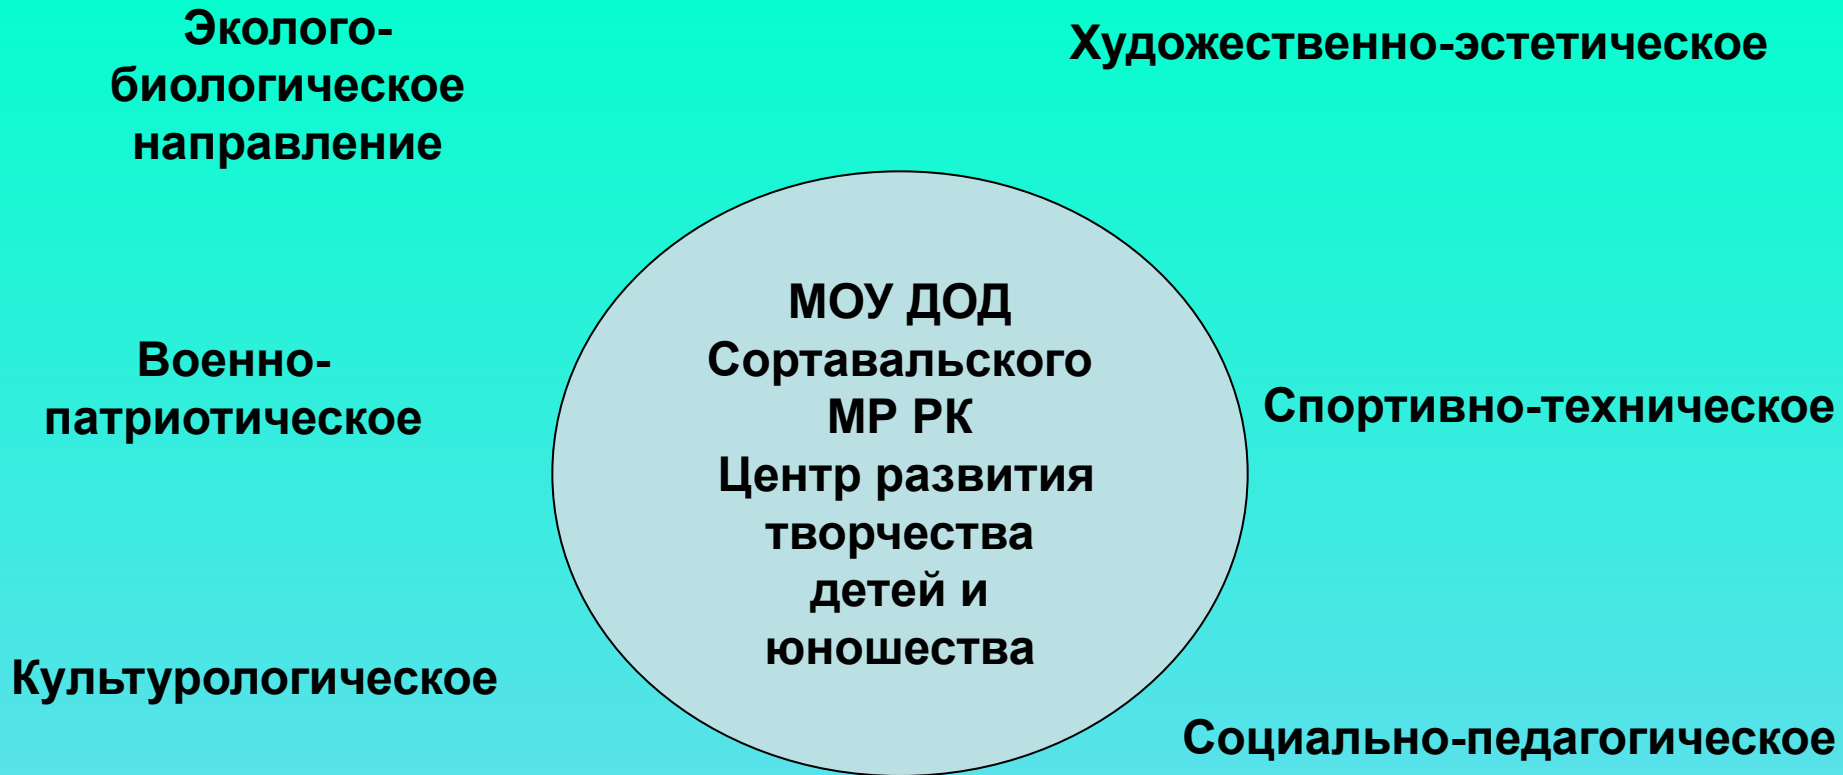 Эколого-
биологическое
направление
Художественно-эстетическое
МОУ ДОД
Сортавальского
МР РК
Центр развития
творчества
детей и
юношества
Военно-
патриотическое
Спортивно-техническое
Культурологическое
Социально-педагогическое